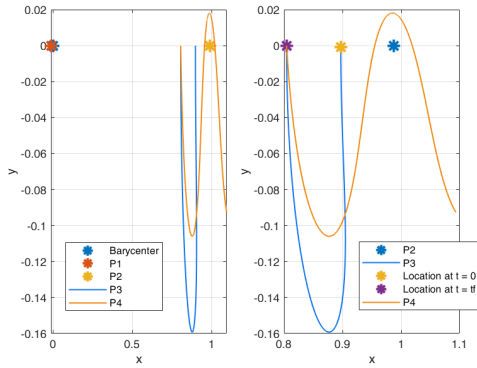 0.02
0
-0.02
-0.04
-0.06
-0.08
-0.1
-0.12
-0.14
-0.16
0
0.5
1
x
y
Barycenter
P1
P2
P3
P4
0.02
0
-0.02
-0.04
-0.06
-0.08
-0.1
-0.12
-0.14
-0.16
0.8
0.9
1
1.1
x
y
P2
P3
Location at t = 0
Location at t = tf
P4